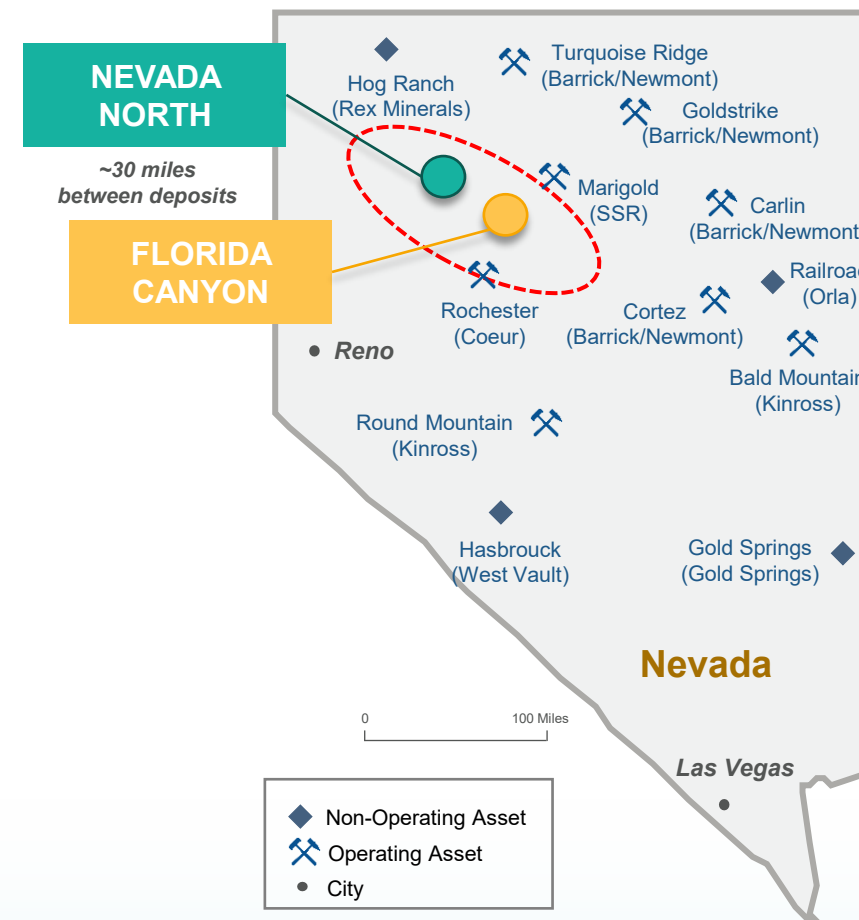 NEVADA
NORTH
~30 miles
between deposits
FLORIDA
CANYON
Hog Ranch
(Rex Minerals)
Turquoise Ridge
(Barrick/Newmont)
Goldstrike
(Barrick/Newmont)
Marigold
(SSR)
Carlin
(Barrick/Newmont
Railroad
(Orla)
Rochester
(Coeur)
Cortez
(Barrick/Newmont)
Bald Mountain
(Kinross)
Reno
Round Mountain
(Kinross)
Hasbrouck
(West Vault)
Gold Springs
(Gold Springs)
Nevada
0 100 Miles
Las Vegas
Non-Operating Asset
Operating Asset
City